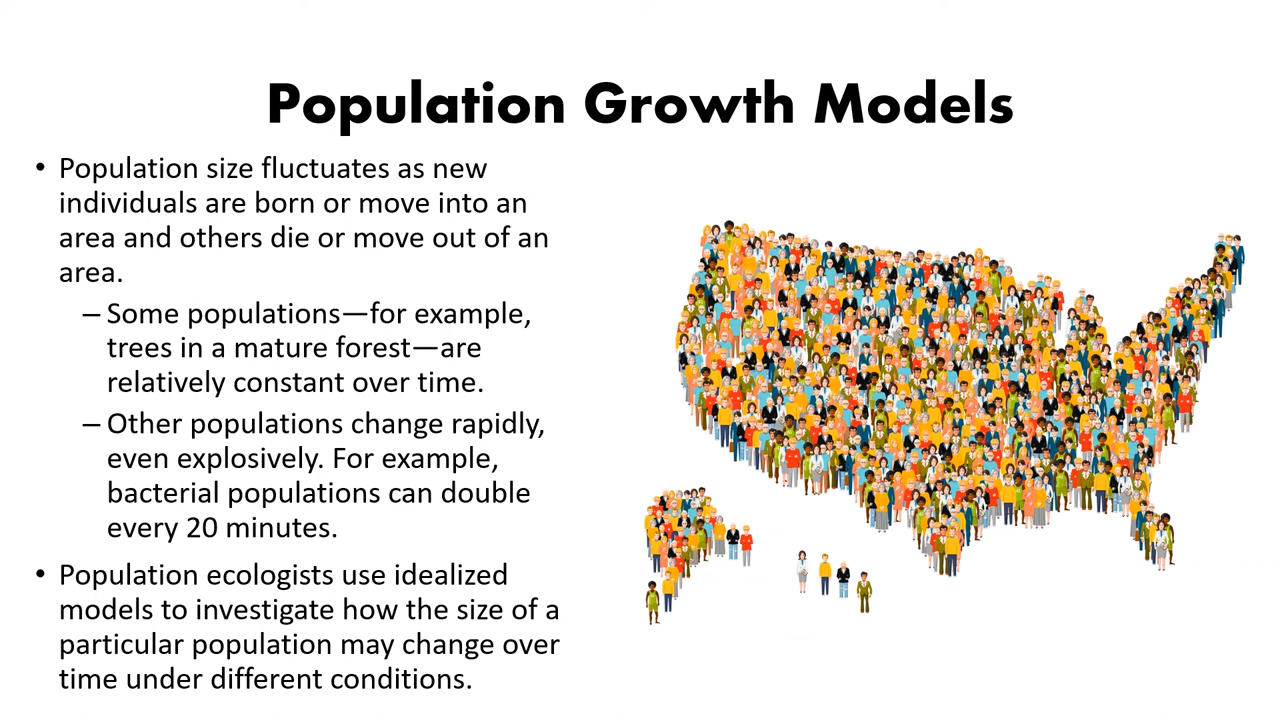 Population Growth Models
• Population size fluctuates as new
individuals are born or move into an
area and others die or move out of an
area.
– Some populations—for example,
trees in a mature forest—are
relatively constant over time.
– Other populations change rapidly,
even explosively. For example,
bacterial populations can double
every 20 minutes.
• Population ecologists use idealized
models to investigate how the size of a
particular population may change over
time under different conditions.